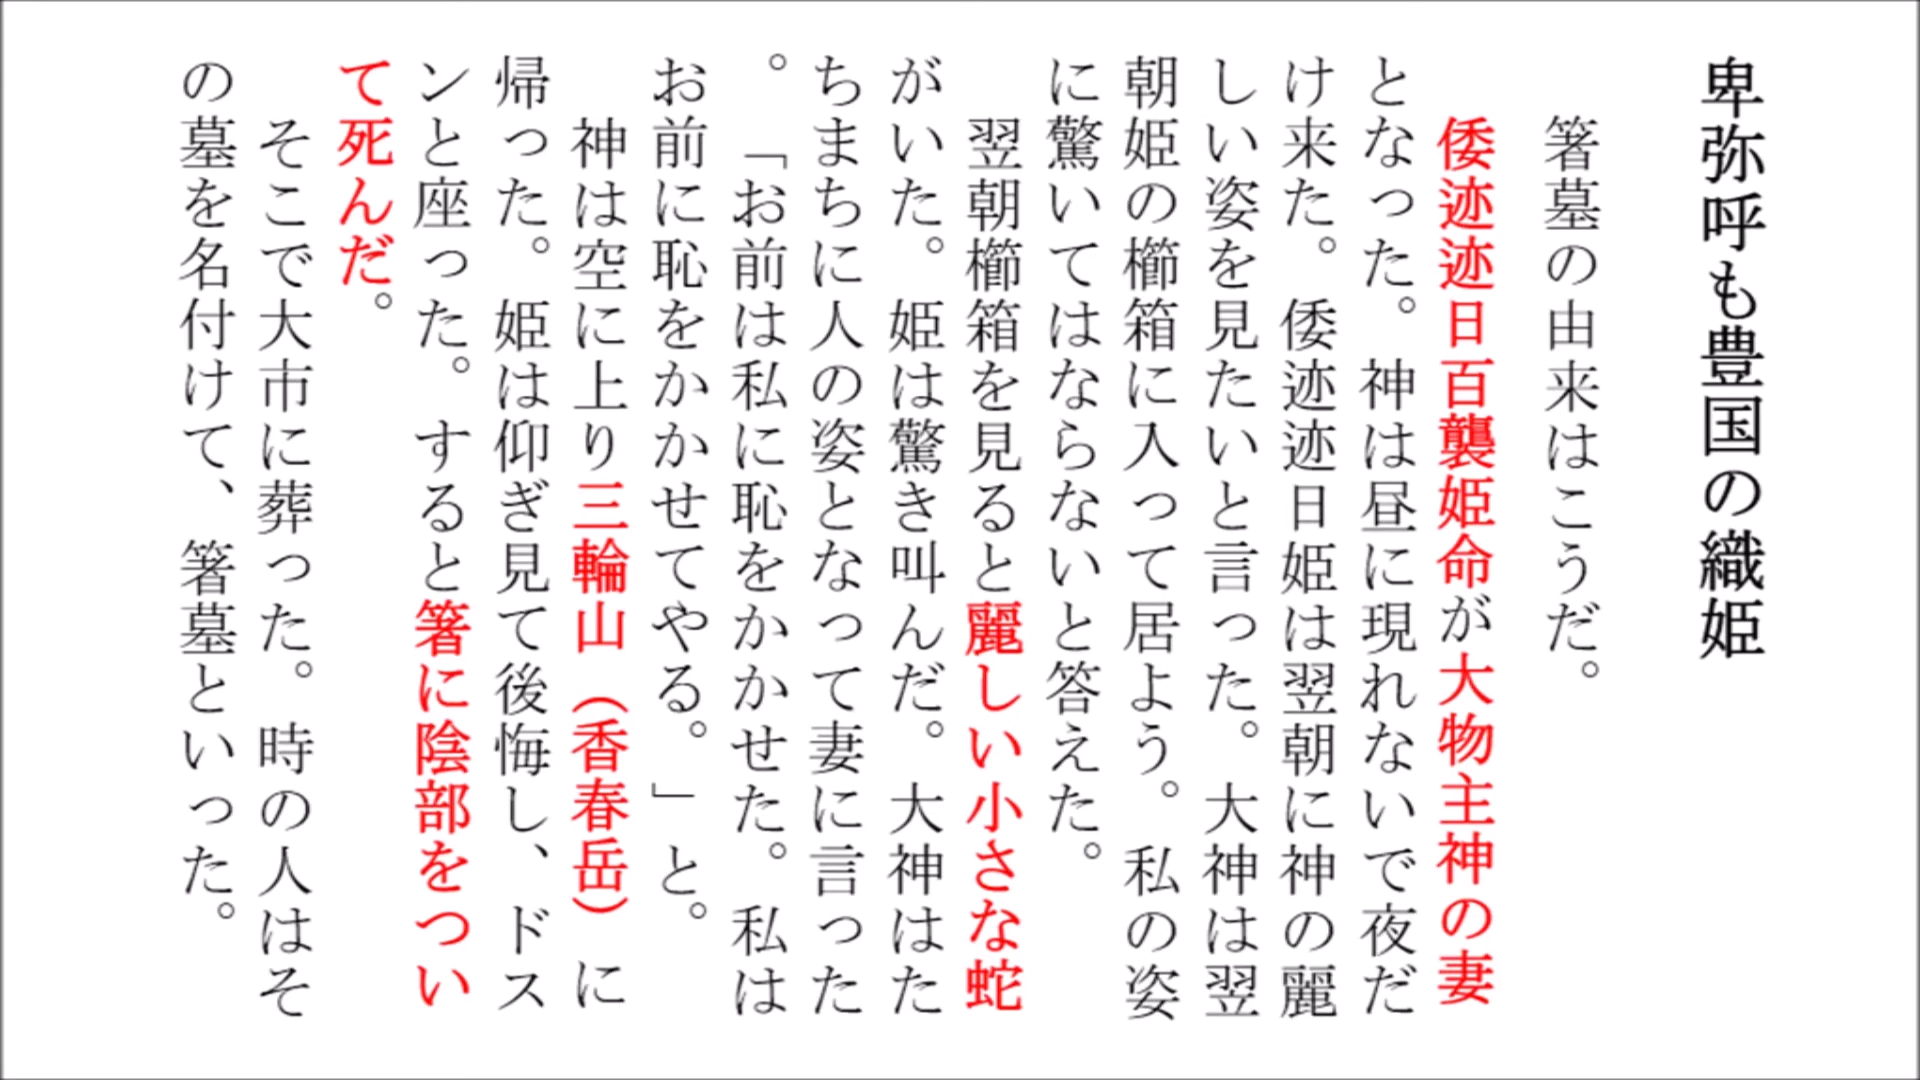 卑弥呼も豊国の織姫
箸墓の由来はこうだ。
倭迹迹日百襲姫命が大物主神の妻
となった。神は昼に現れないで夜だ
け来た。倭迹迹日姫は翌朝に神の麗
しい姿を見たいと言った。大神は翌
朝姫の櫛箱に入って居よう。私の姿
に驚いてはならないと答えた。
翌朝櫛箱を見ると麗しい小さな蛇
がいた。姫は驚き叫んだ。大神はた
ちまちに人の姿となって妻に言った
。「お前は私に恥をかかせた。私は
お前に恥をかかせてやる。」と。
神は空に上り三輪山（香春岳）に
帰った。姫は仰ぎ見て後悔し、ドス
ンと座った。すると箸に陰部をつい
て死んだ。
そこで大市に葬った。時の人はそ
の墓を名付けて、箸墓といった。